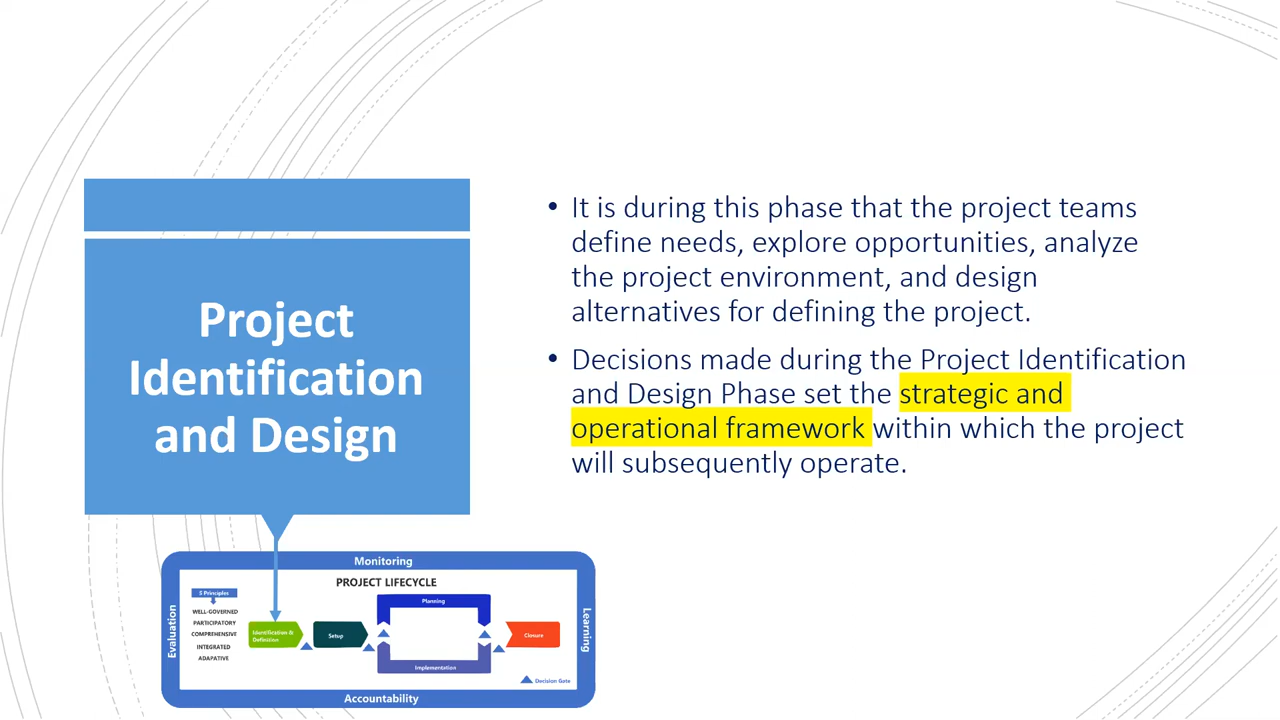 Project
Identification
and Design
• It is during this phase that the project teams
define needs, explore opportunities, analyze
the project environment, and design
alternatives for defining the project.
• Decisions made during the Project Identification
and Design Phase set the strategic and
operational framework within which the project
will subsequently operate.
Monitoring
PROJECT LIFECYCLE
Evaluation
5 Principles
WELL-GOVERNED
PARTICIPATORY
COMPREHENSIVE
INTEGRATED
ADAPTIVE
Identification &
Definition
Setup
Planning
Implementation
Closure
Decision Gate
Learning
Accountability